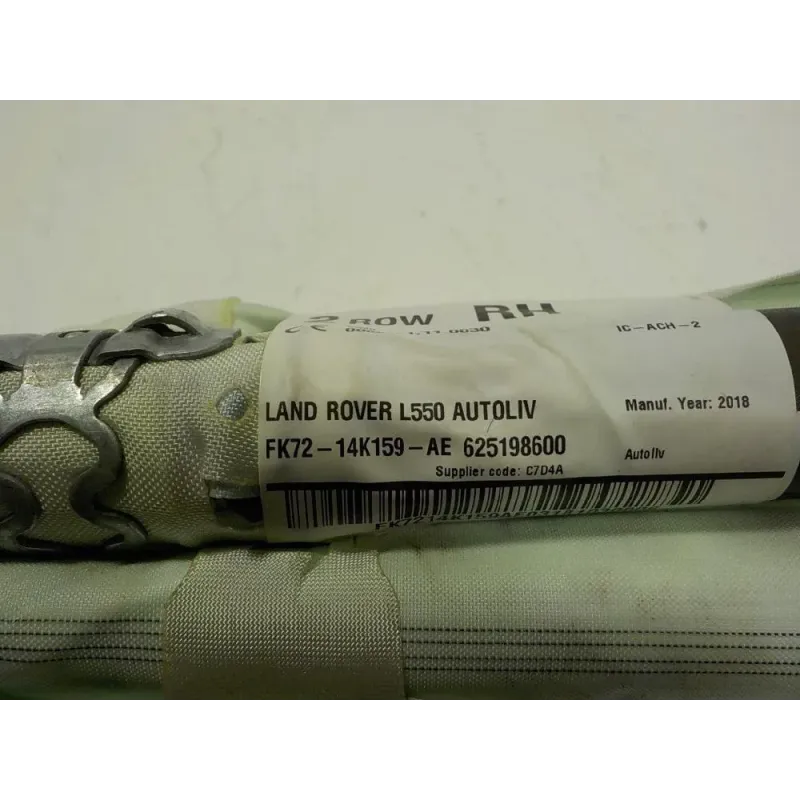 2 ROW RH
IC-ACH-2
LAND ROVER L550 AUTOLIV
Manuf. Year: 2018
FK72-14K159-AE 625198600
Autoliv
Supplier code: C7D4A